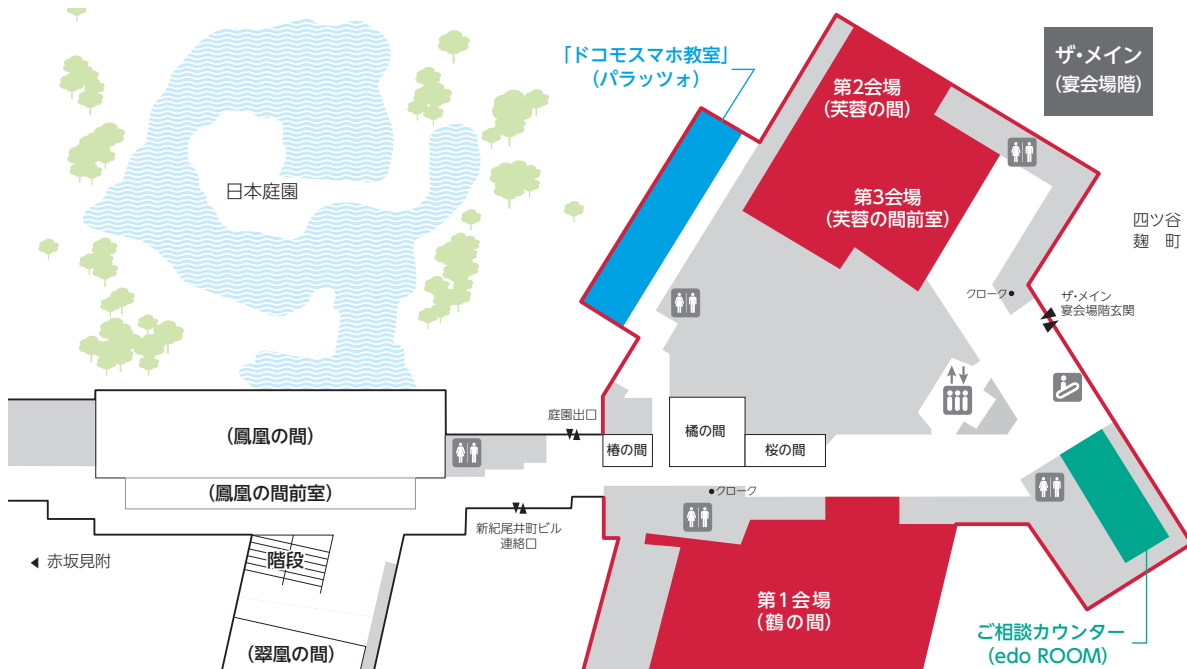 ザ・メイン
(宴会場階)
「ドコモスマホ教室」
(パラッツォ)
第2会場
(芙蓉の間)
第3会場
(芙蓉の間前室)
日本庭園
四ツ谷
麹 町
クローク
ザ・メイン
宴会場階玄関
庭園出口
(鳳凰の間)
椿の間
橘の間
桜の間
(鳳凰の間前室)
クローク
新紀尾井町ビル
連絡口
赤坂見附
階段
第1会場
(鶴の間)
ご相談カウンター
(edo ROOM)
(翠凰の間)